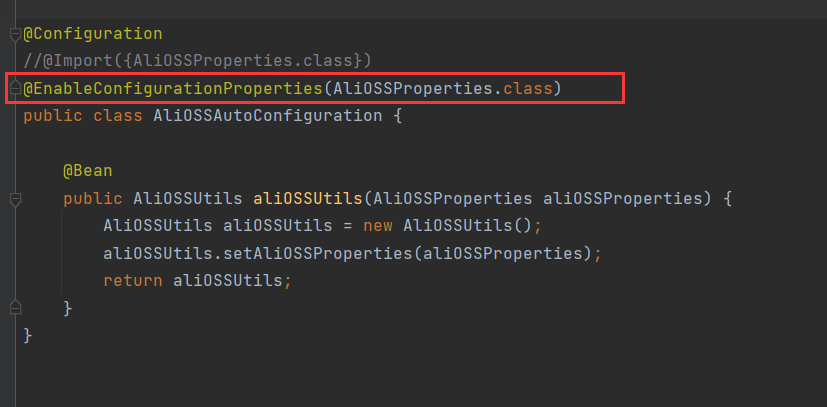 @Configuration
//@Import({AliOSSProperties.class})
@EnableConfigurationProperties(AliOSSProperties.class)
public class AliOSSAutoConfiguration {
@Bean
public AliOSSUtils aliOSSUtils(AliOSSProperties aliOSSProperties) {
AliOSSUtils aliOSSUtils = new AliOSSUtils();
aliOSSUtils.setAliOSSProperties(aliOSSProperties);
return aliOSSUtils;
}
}